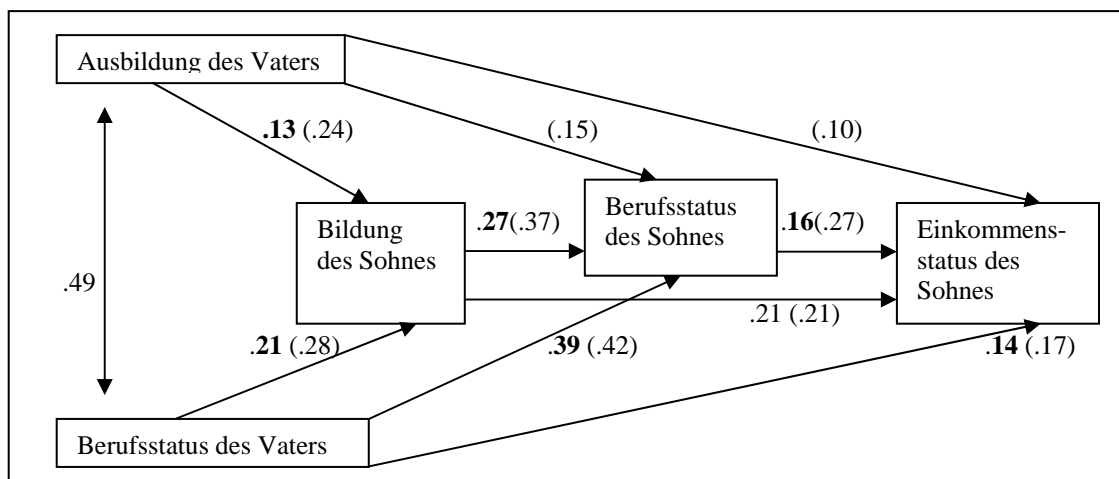 Ausbildung des Vaters
.13 (.24)
(.15)
(.10)
Bildung
des Sohnes
.27(.37)
Berufsstatus
des Sohnes
.16(.27)
Einkommens-
status des
Sohnes
.49
.21 (.21)
.21 (.28)
.39 (.42)
.14 (.17)
Berufsstatus des Vaters